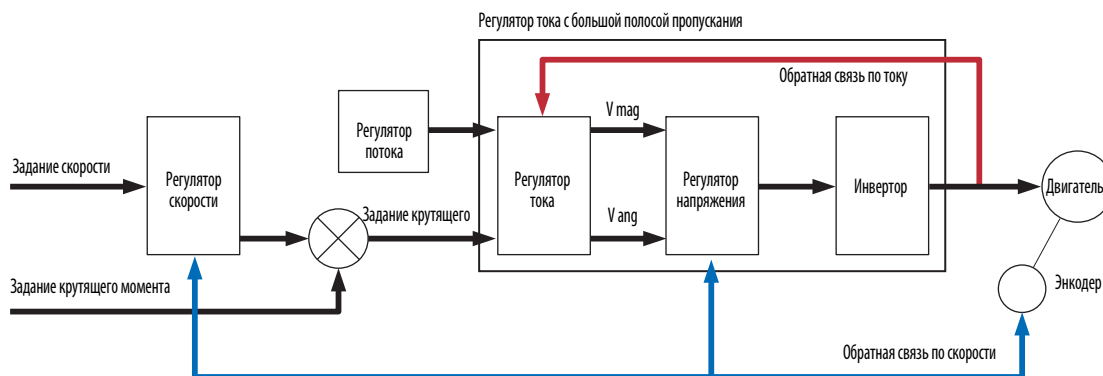 Регулятор тока с большой полосой пропускания
Обратная связь по току
V mag
Регулятор
потока
Задание скорости
Регулятор
скорости
Регулятор
тока
Регулятор
напряжения
Инвертор
Двигатель
Задание крутящего
V ang
Задание крутящего момента
Энкодер
Обратная связь по скорости